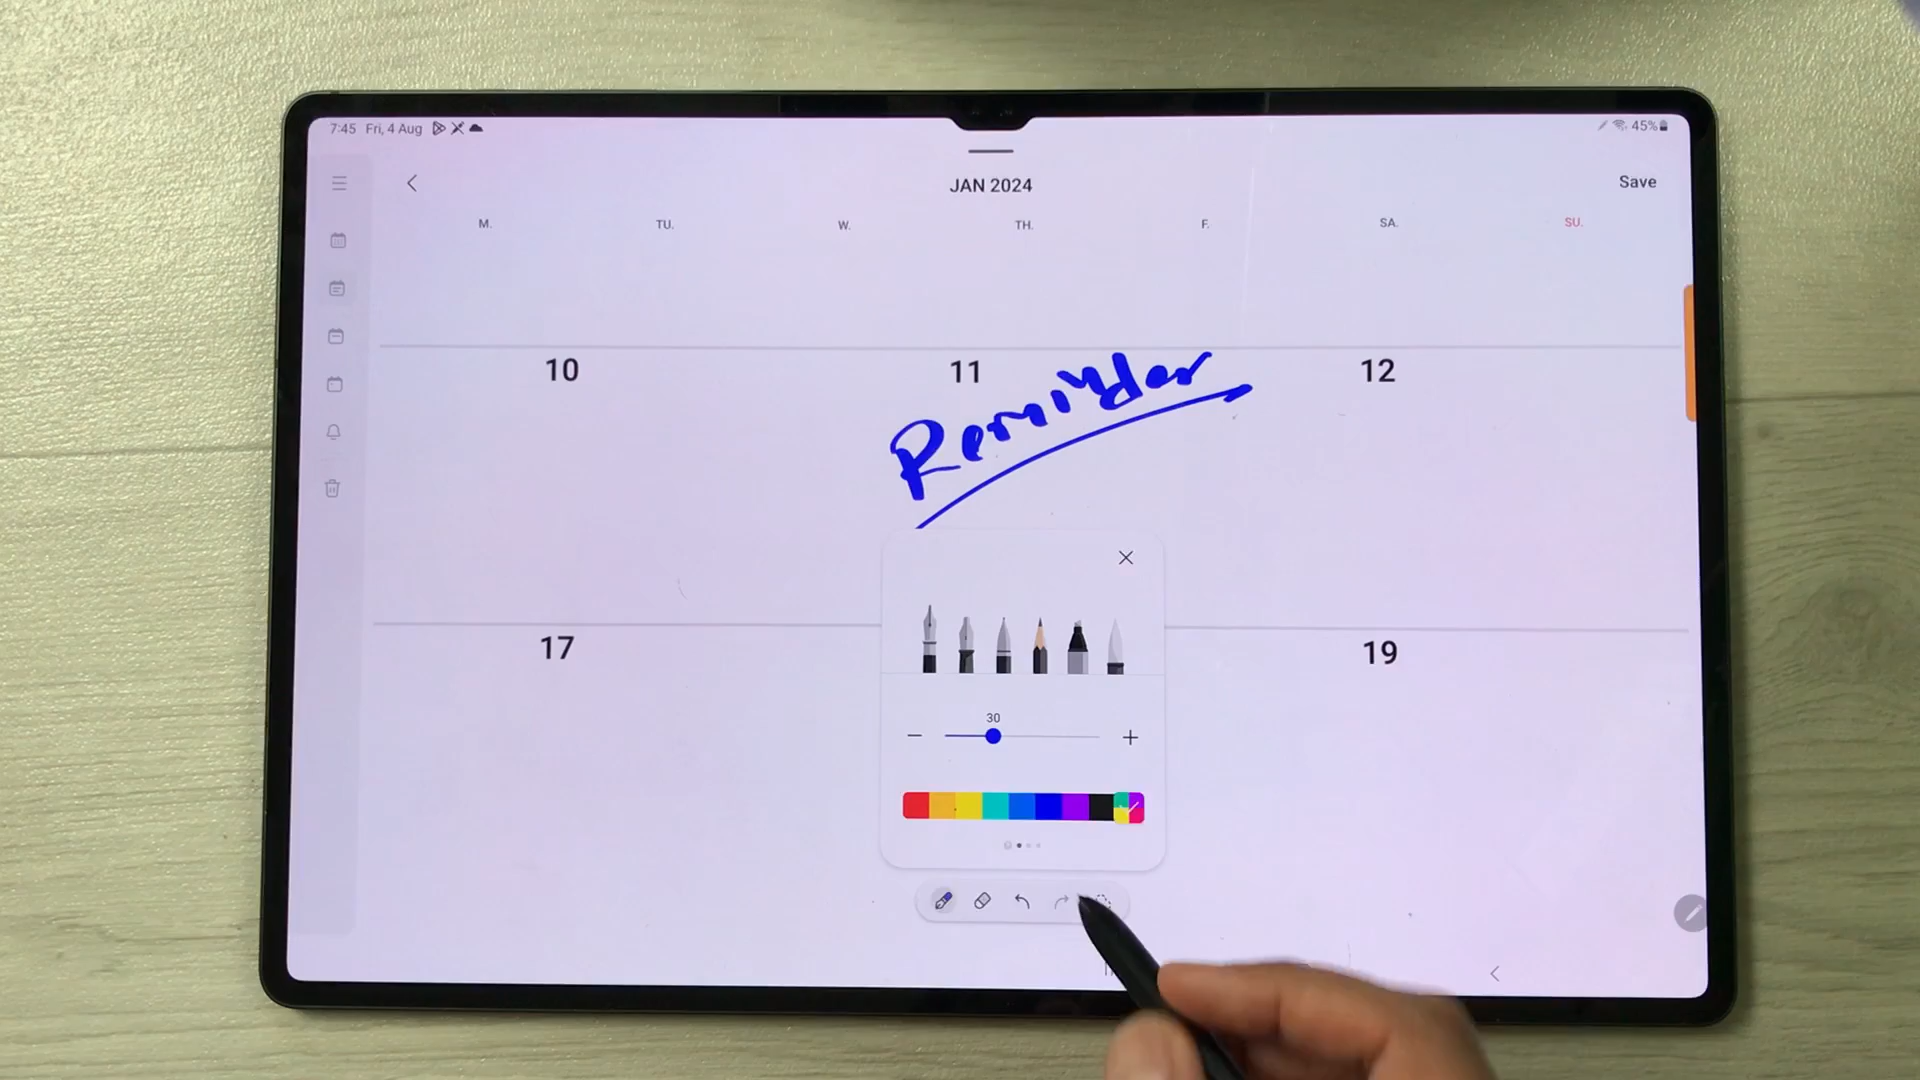 7:45 Fri, 4 Aug
45%
JAN 2024
Save
M. TU. W. TH. F. SA. SU.
10 11 12
Reminder
17 19
30